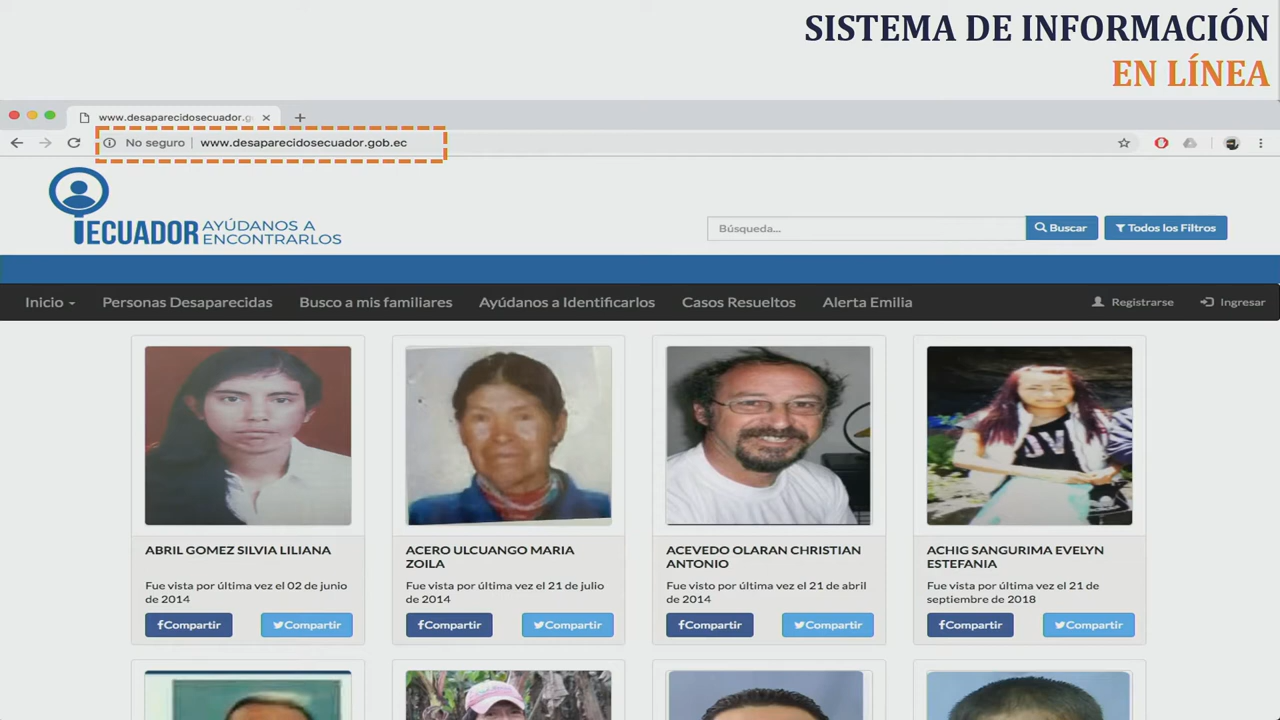 SISTEMA DE INFORMACIÓN
EN LÍNEA
www.desaparecidosecuador.g
No seguro | www.desaparecidosecuador.gob.ec
ECUADOR AYÚDANOS A
ENCONTRARLOS
Búsqueda...
Buscar
Todos los Filtros
Inicio
Personas Desaparecidas
Busco a mis familiares
Ayúdanos a Identificarlos
Casos Resueltos
Alerta Emilia
Registrarse
Ingresar
ABRIL GOMEZ SILVIA LILIANA
Fue vista por última vez el 02 de junio
de 2014
Compartir
Compartir
ACERO ULCUANGO MARIA
ZOILA
Fue vista por última vez el 21 de julio
de 2014
Compartir
Compartir
ACEVEDO OLARAN CHRISTIAN
ANTONIO
Fue visto por última vez el 21 de abril
de 2014
Compartir
Compartir
ACHIG SANGURIMA EVELYN
ESTEFANIA
Fue vista por última vez el 21 de
septiembre de 2018
Compartir
Compartir